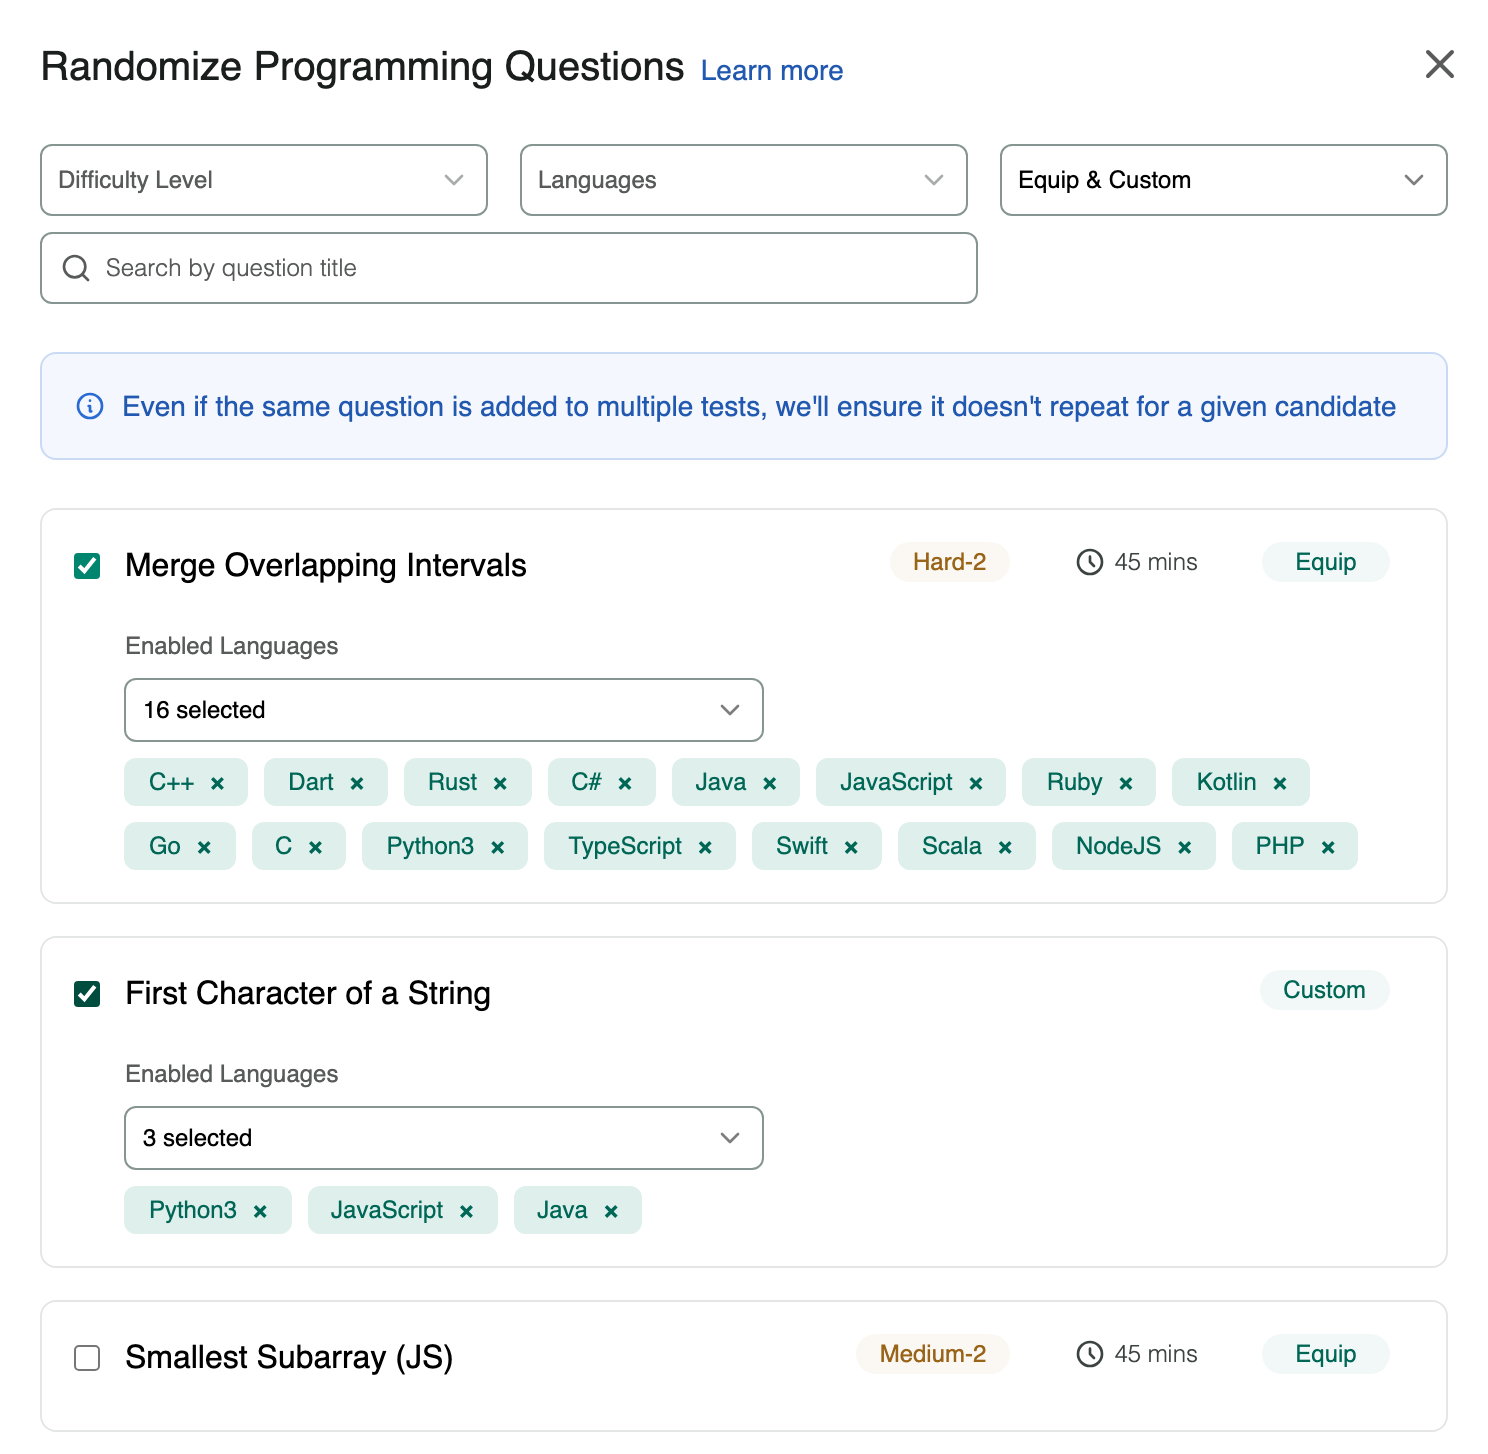 Randomize Programming Questions Learn more
Difficulty Level Languages Equip & Custom
Search by question title
Even if the same question is added to multiple tests, we'll ensure it doesn't repeat for a given candidate
Merge Overlapping Intervals Hard-2 45 mins Equip
Enabled Languages
16 selected
C++ × Dart × Rust × C# × Java × JavaScript × Ruby × Kotlin ×
Go × C × Python3 × TypeScript × Swift × Scala × NodeJS × PHP ×
First Character of a String Custom
Enabled Languages
3 selected
Python3 × JavaScript × Java ×
Smallest Subarray (JS) Medium-2 45 mins Equip